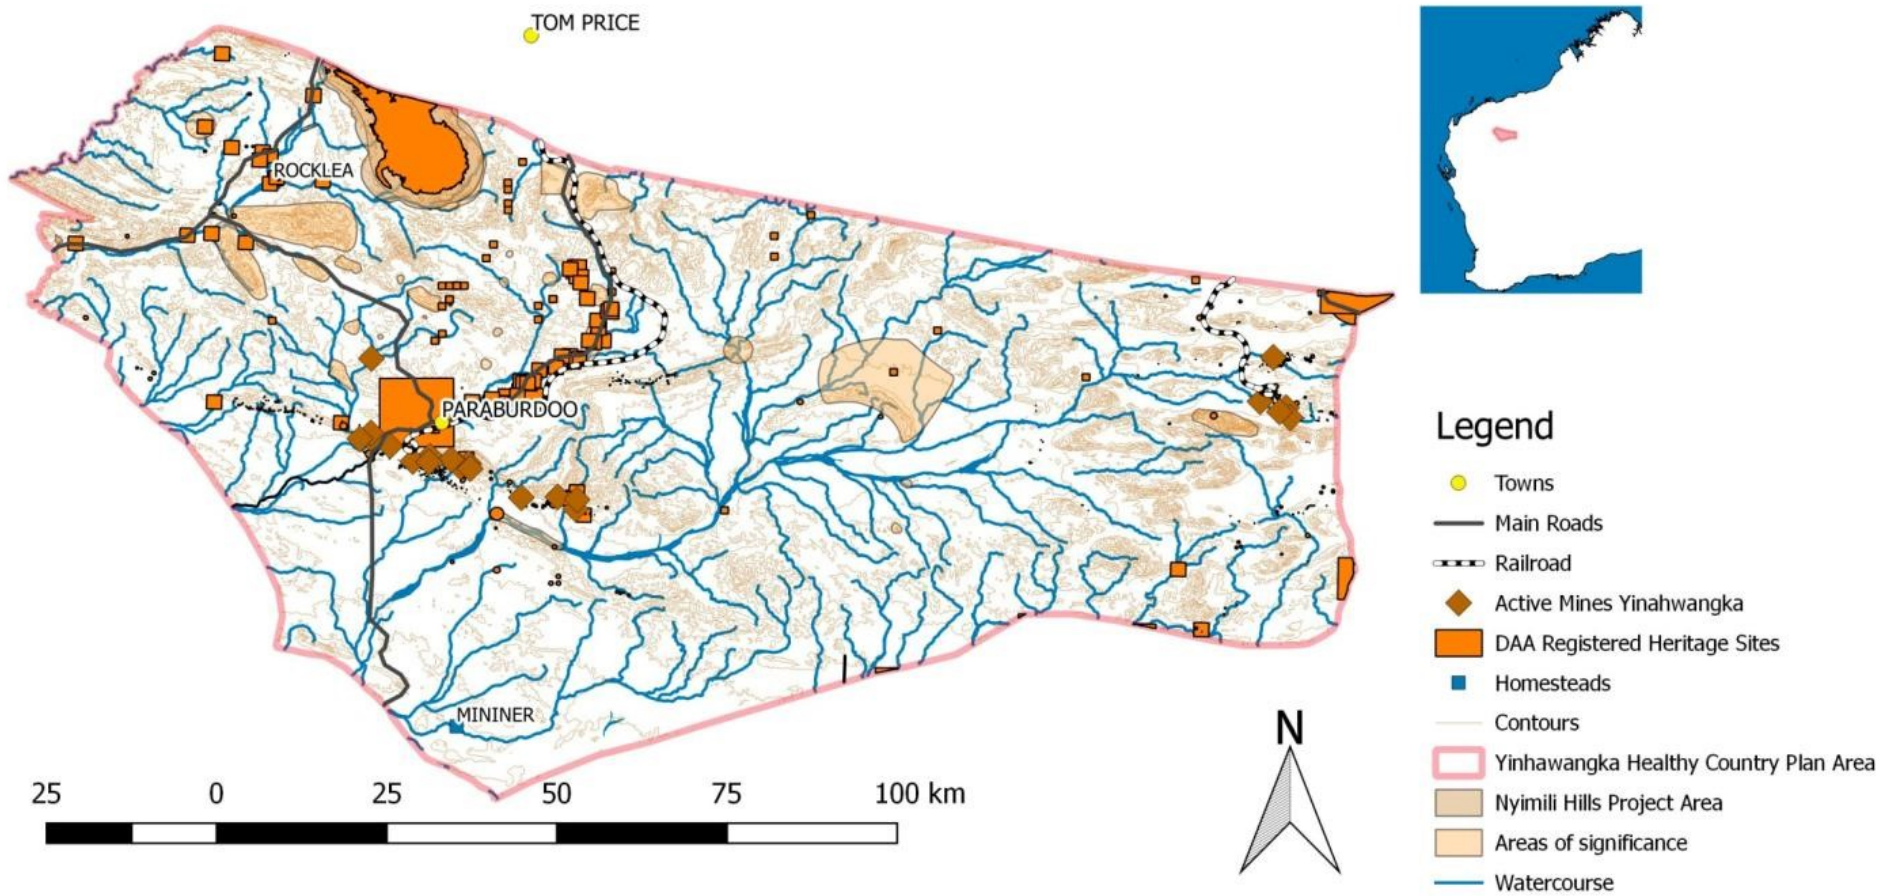 TOM PRICE
ROCKLEA
PARABURDOO
MININER
25 0 25 50 75 100 km
N
Legend
Towns
Main Roads
Railroad
Active Mines Yinahwangka
DAA Registered Heritage Sites
Homesteads
Contours
Yinhawangka Healthy Country Plan Area
Nyimili Hills Project Area
Areas of significance
Watercourse